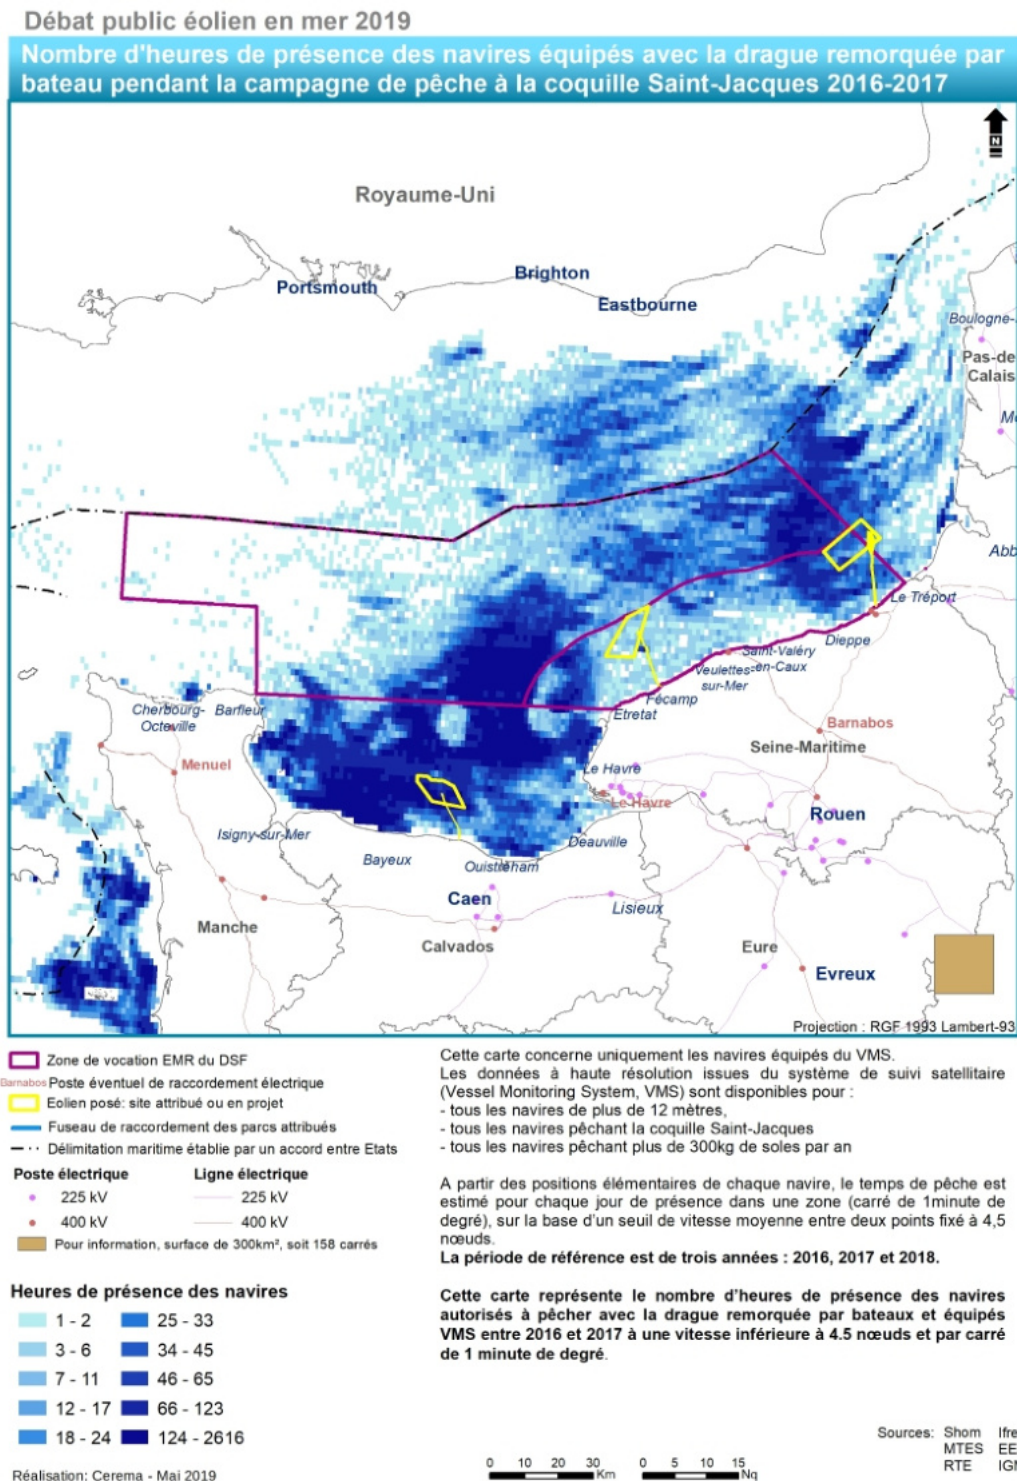 Débat public éolien en mer 2019
Nombre d'heures de présence des navires équipés avec la drague remorquée par
bateau pendant la campagne de pêche à la coquille Saint-Jacques 2016-2017
N
Royaume-Uni
Portsmouth
Brighton
Eastbourne
Boulogne-
Pas-de
Calais
Abb
Le Tréport
Dieppe
Saint-Valéry
-en-Caux
Veulettes-
sur-Mer
Fécamp
Etretat
Cherbourg-
Octeville
Barfleur
Barnabos
Seine-Maritime
Menuel
Le Havre
Le Havre
Rouen
Isigny-sur-Mer
Deauville
Bayeux
Ouistreham
Caen
Lisieux
Manche
Calvados
Eure
Evreux
Projection : RGF 1993 Lambert-93
Zone de vocation EMR du DSF
Barnabos Poste éventuel de raccordement électrique
Eolien posé: site attribué ou en projet
Fuseau de raccordement des parcs attribués
Délimitation maritime établie par un accord entre Etats
Poste électrique Ligne électrique
225 kV 225 kV
400 kV 400 kV
Pour information, surface de 300km², soit 158 carrés
Heures de présence des navires
1 - 2 25 - 33
3 - 6 34 - 45
7 - 11 46 - 65
12 - 17 66 - 123
18 - 24 124 - 2616
Réalisation: Cerema - Mai 2019
Cette carte concerne uniquement les navires équipés du VMS.
Les données à haute résolution issues du système de suivi satellitaire
(Vessel Monitoring System, VMS) sont disponibles pour :
- tous les navires de plus de 12 mètres,
- tous les navires pêchant la coquille Saint-Jacques
- tous les navires pêchant plus de 300kg de soles par an
A partir des positions élémentaires de chaque navire, le temps de pêche est
estimé pour chaque jour de présence dans une zone (carré de 1minute de
degré), sur la base d'un seuil de vitesse moyenne entre deux points fixé à 4,5
nœuds.
La période de référence est de trois années : 2016, 2017 et 2018.
Cette carte représente le nombre d'heures de présence des navires
autorisés à pêcher avec la drague remorquée par bateaux et équipés
VMS entre 2016 et 2017 à une vitesse inférieure à 4.5 nœuds et par carré
de 1 minute de degré.
0 10 20 30
Km
0 5 10 15
Nq
Sources: Shom Ifre
MTES EE
RTE IGN